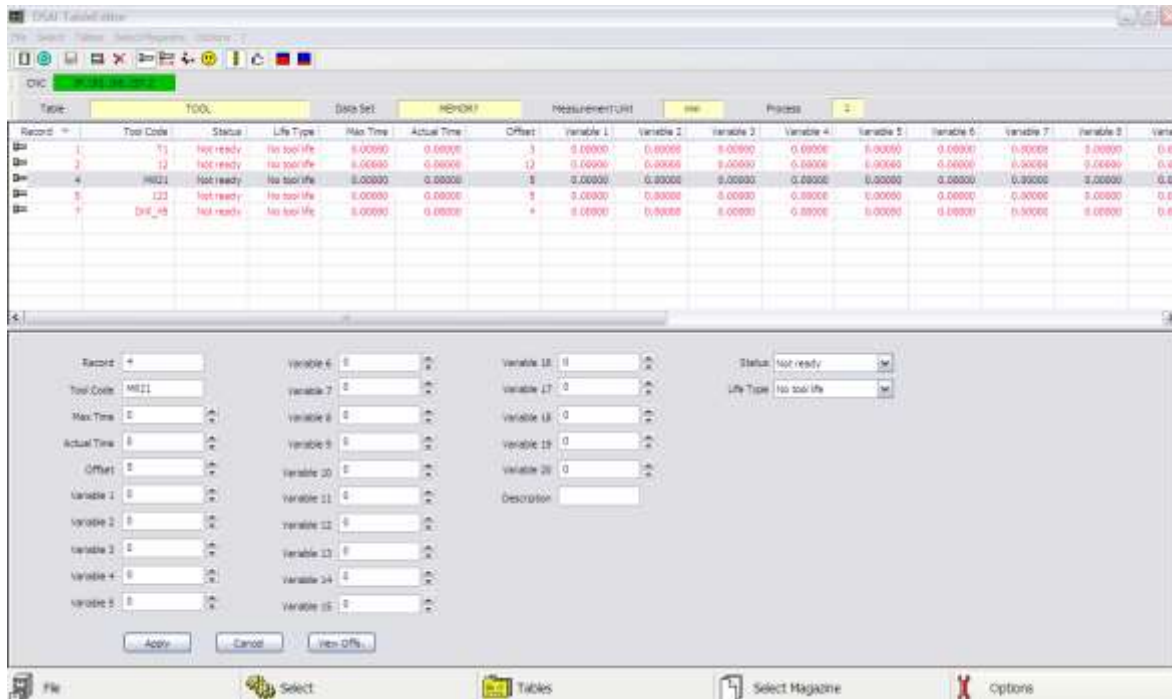 OSAI TableEditor
File Select Tables Select Magazine Options ?
CNC
Table TOOL Data Set MEMORY Measurement Unit mm Process 1
Record Tool Code Status Life Type Max Time Actual Time Offset Variable 1 Variable 2 Variable 3 Variable 4 Variable 5 Variable 6 Variable 7 Variable 8
1 T1 Not ready No tool life 0.00000 0.00000 3 0.00000 0.00000 0.00000 0.00000 0.00000 0.00000 0.00000 0.00000
2 12 Not ready No tool life 0.00000 0.00000 12 0.00000 0.00000 0.00000 0.00000 0.00000 0.00000 0.00000 0.00000
4 Not ready No tool life 0.00000 0.00000 0.00000 0.00000 0.00000 0.00000 0.00000 0.00000 0.00000 0.00000
5 123 Not ready No tool life 0.00000 0.00000 0.00000 0.00000 0.00000 0.00000 0.00000 0.00000 0.00000 0.00000
7 Not ready No tool life 0.00000 0.00000 4 0.00000 0.00000 0.00000 0.00000 0.00000 0.00000 0.00000 0.00000
Record 4 Variable 6 0 Variable 16 0 Status Not ready
Tool Code Variable 7 0 Variable 17 0 Life Type No tool life
Max Time 0 Variable 8 0 Variable 18 0
Actual Time 0 Variable 9 0 Variable 19 0
Offset Variable 10 0 Variable 20 0
Variable 1 0 Variable 11 0 Description
Variable 2 0 Variable 12 0
Variable 3 0 Variable 13 0
Variable 4 0 Variable 14 0
Variable 5 0 Variable 15 0
Apply Cancel View Offs.
File Select Tables Select Magazine Options